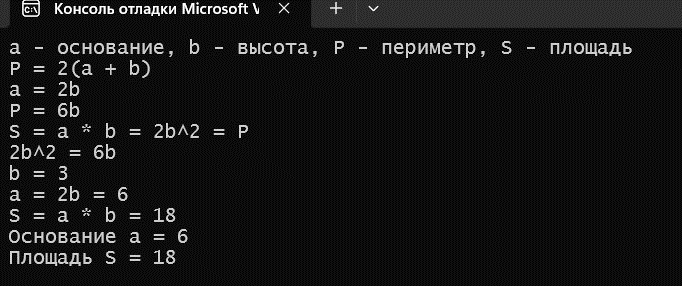 Консоль отладки Microsoft V
a - основание, b - высота, P - периметр, S - площадь
P = 2(a + b)
a = 2b
P = 6b
S = a * b = 2b^2 = P
2b^2 = 6b
b = 3
a = 2b = 6
S = a * b = 18
Основание a = 6
Площадь S = 18